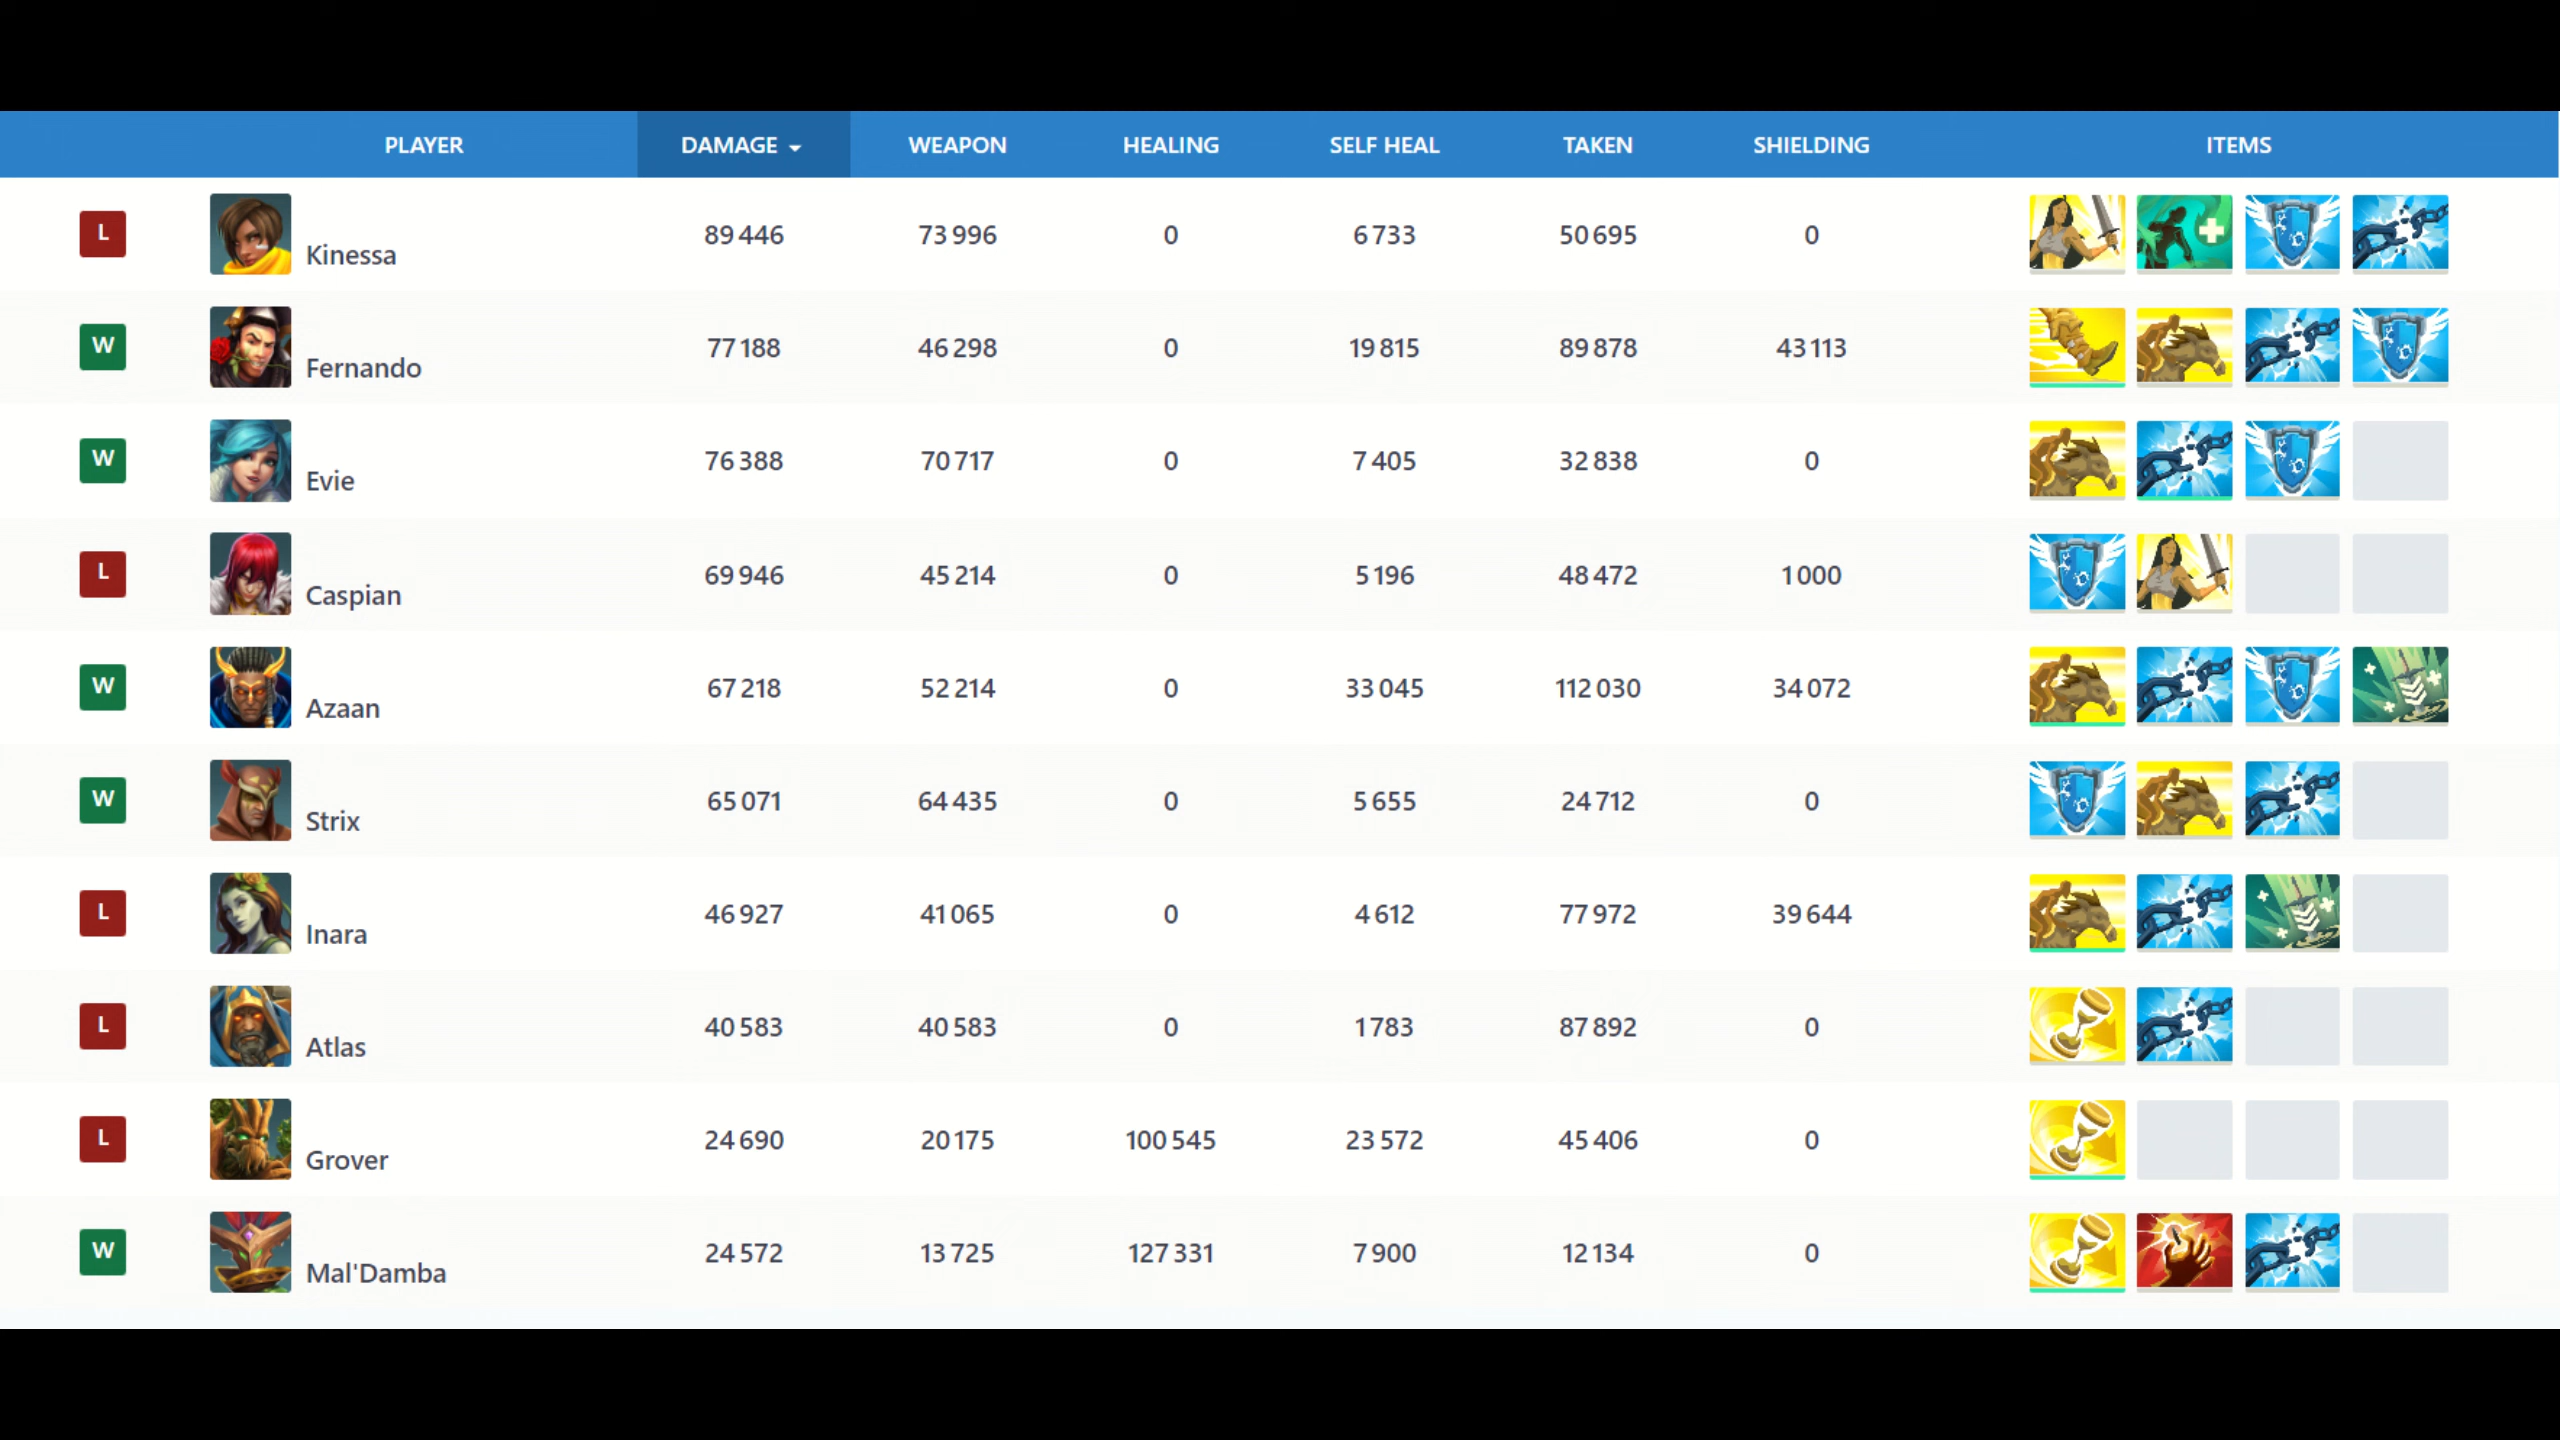 PLAYER DAMAGE WEAPON HEALING SELF HEAL TAKEN SHIELDING ITEMS
L Kinessa 89 446 73 996 0 6 733 50 695 0
W Fernando 77 188 46 298 0 19 815 89 878 43 113
W Evie 76 388 70 717 0 7 405 32 838 0
L Caspian 69 946 45 214 0 5 196 48 472 1 000
W Azaan 67 218 52 214 0 33 045 112 030 34 072
W Strix 65 071 64 435 0 5 655 24 712 0
L Inara 46 927 41 065 0 4 612 77 972 39 644
L Atlas 40 583 40 583 0 1 783 87 892 0
L Grover 24 690 20 175 100 545 23 572 45 406 0
W Mal'Damba 24 572 13 725 127 331 7 900 12 134 0